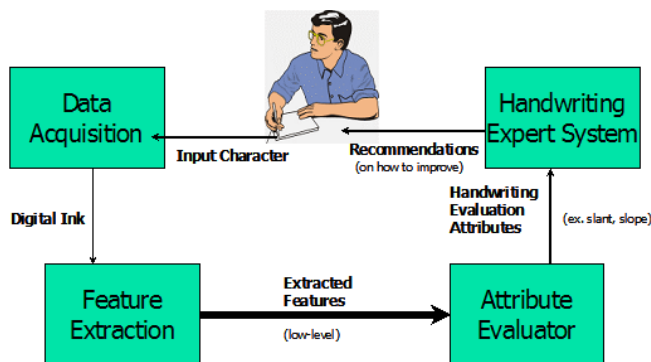 Data
Acquisition
Handwriting
Expert System
Input Character
Recommendations
(on how to improve)
Digital Ink
Handwriting
Evaluation
Attributes
(ex. slant, slope)
Feature
Extraction
Extracted
Features
(low-level)
Attribute
Evaluator